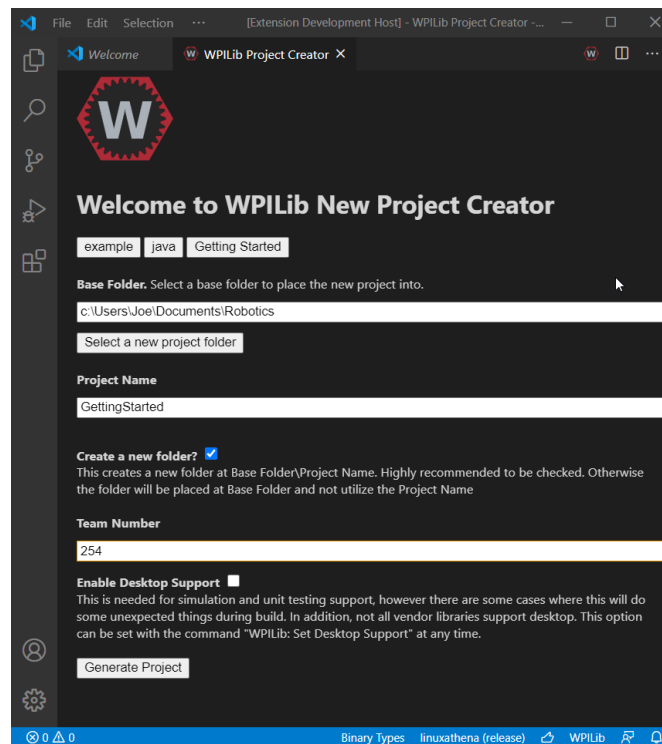 File Edit Selection ··· [Extension Development Host] - WPILib Project Creator -...
Welcome WPILib Project Creator
W
Welcome to WPILib New Project Creator
example java Getting Started
Base Folder. Select a base folder to place the new project into.
c:\Users\Joe\Documents\Robotics
Select a new project folder
Project Name
GettingStarted
Create a new folder?
This creates a new folder at Base Folder\Project Name. Highly recommended to be checked. Otherwise
the folder will be placed at Base Folder and not utilize the Project Name
Team Number
254
Enable Desktop Support
This is needed for simulation and unit testing support, however there are some cases where this will do
some unexpected things during build. In addition, not all vendor libraries support desktop. This option
can be set with the command "WPILib: Set Desktop Support" at any time.
Generate Project
0 0 Binary Types linuxathena (release) WPILib